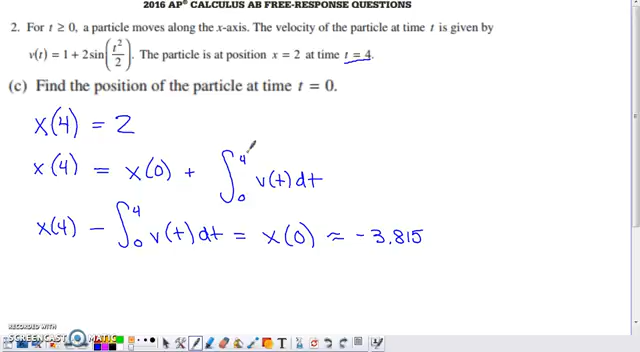 2016 AP® CALCULUS AB FREE-RESPONSE QUESTIONS
2. For t ≥ 0, a particle moves along the x-axis. The velocity of the particle at time t is given by
v(t) = 1 + 2 sin(t²/2). The particle is at position x = 2 at time t = 4.
(c) Find the position of the particle at time t = 0.
x(4) = 2
x(4) = x(0) + ∫₀⁴ v(t) dt
x(4) − ∫₀⁴ v(t) dt = x(0) ≈ −3.815
RECORDED WITH
SCREENCAST MATIC
T